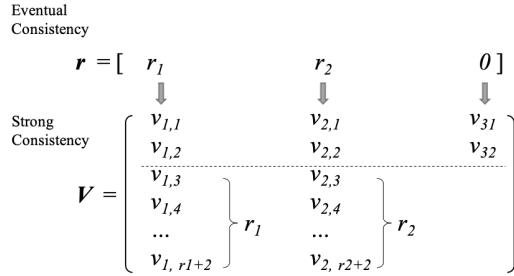 Eventual
Consistency
r = [ r1 r2 0 ]
Strong
Consistency
v1,1 v2,1 v31
v1,2 v2,2 v32
v1,3 v2,3
V =
v1,4 v2,4
r1 r2
... ...
v1, r1+2 v2, r2+2